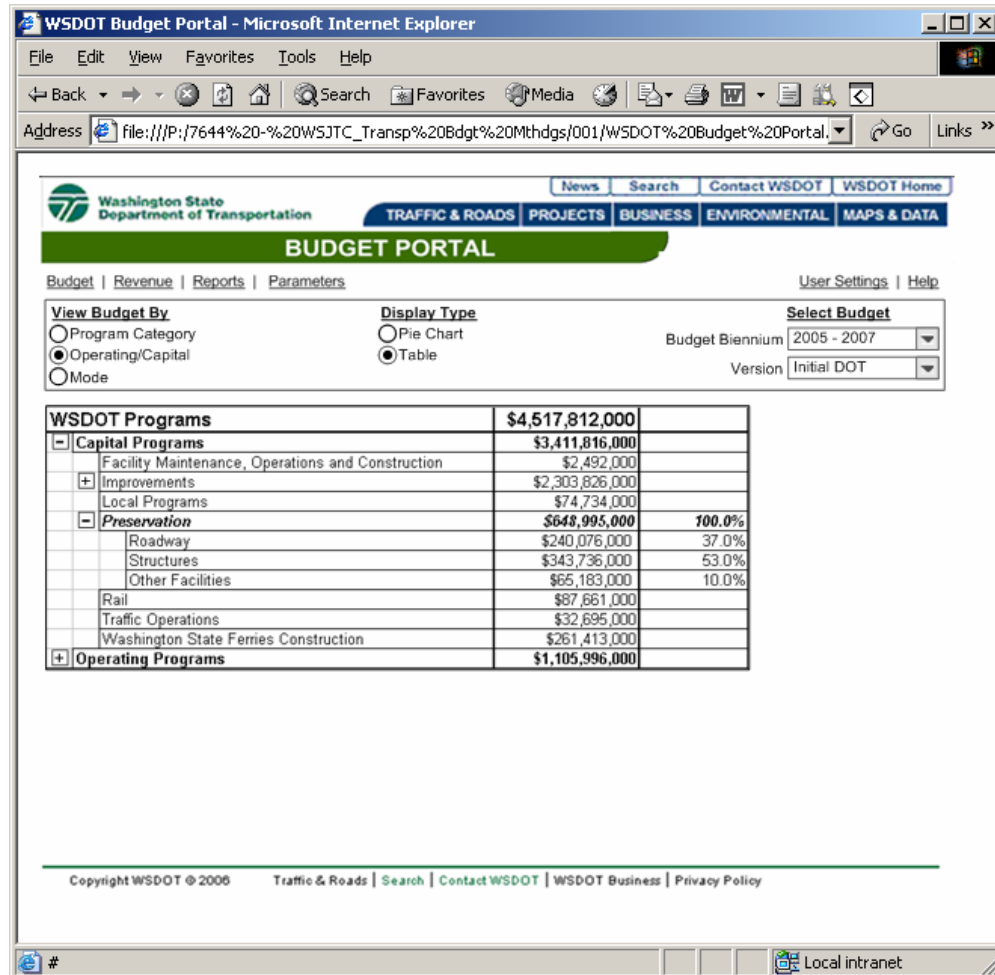 WSDOT Budget Portal - Microsoft Internet Explorer
File Edit View Favorites Tools Help
Back Search Favorites Media
Address file:///P:/7644%20-%20WSJTC_Transp%20Bdgt%20Mthdgs/001/WSDOT%20Budget%20Portal. Go Links »
News Search Contact WSDOT WSDOT Home
Washington State
Department of Transportation
TRAFFIC & ROADS PROJECTS BUSINESS ENVIRONMENTAL MAPS & DATA
BUDGET PORTAL
Budget | Revenue | Reports | Parameters User Settings | Help
View Budget By Display Type Select Budget
Program Category Pie Chart Budget Biennium 2005 - 2007
Operating/Capital Table Version Initial DOT
Mode
WSDOT Programs $4,517,812,000
- Capital Programs $3,411,816,000
Facility Maintenance, Operations and Construction $2,492,000
+ Improvements $2,303,826,000
Local Programs $74,734,000
- Preservation $648,995,000 100.0%
Roadway $240,076,000 37.0%
Structures $343,736,000 53.0%
Other Facilities $65,183,000 10.0%
Rail $87,661,000
Traffic Operations $32,695,000
Washington State Ferries Construction $261,413,000
+ Operating Programs $1,105,996,000
Copyright WSDOT © 2006 Traffic & Roads | Search | Contact WSDOT | WSDOT Business | Privacy Policy
# Local intranet